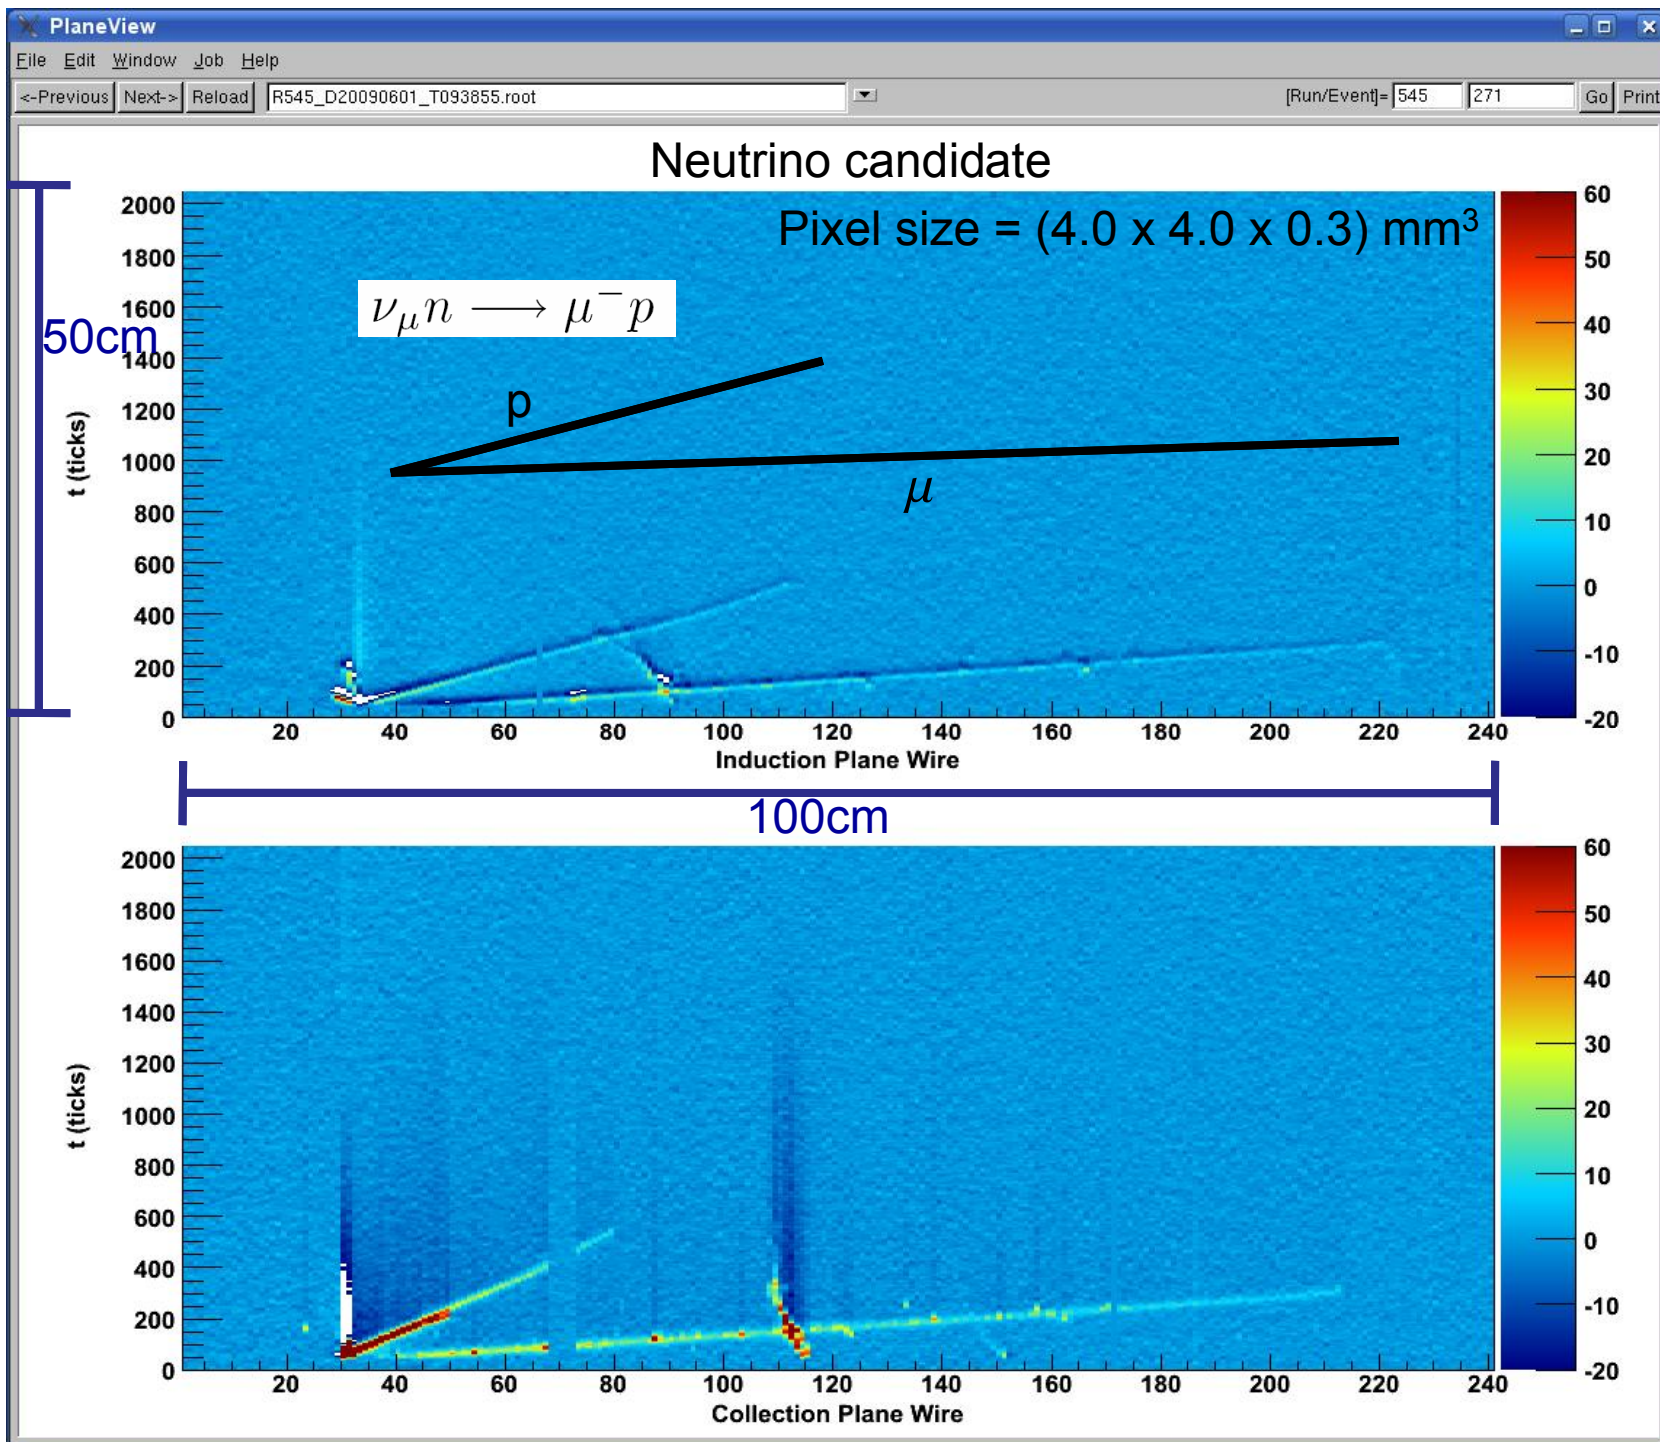 PlaneView
File Edit Window Job Help
<-Previous Next-> Reload R545_D20090601_T093855.root [Run/Event]= 545 271 Go Print
Neutrino candidate
Pixel size = (4.0 x 4.0 x 0.3) mm³
ν_μ n ⟶ μ⁻ p
50cm
p
μ
t (ticks)
2000
1800
1600
1400
1200
1000
800
600
400
200
0
20 40 60 80 100 120 140 160 180 200 220 240
Induction Plane Wire
60
50
40
30
20
10
0
-10
-20
100cm
t (ticks)
2000
1800
1600
1400
1200
1000
800
600
400
200
0
20 40 60 80 100 120 140 160 180 200 220 240
Collection Plane Wire
60
50
40
30
20
10
0
-10
-20